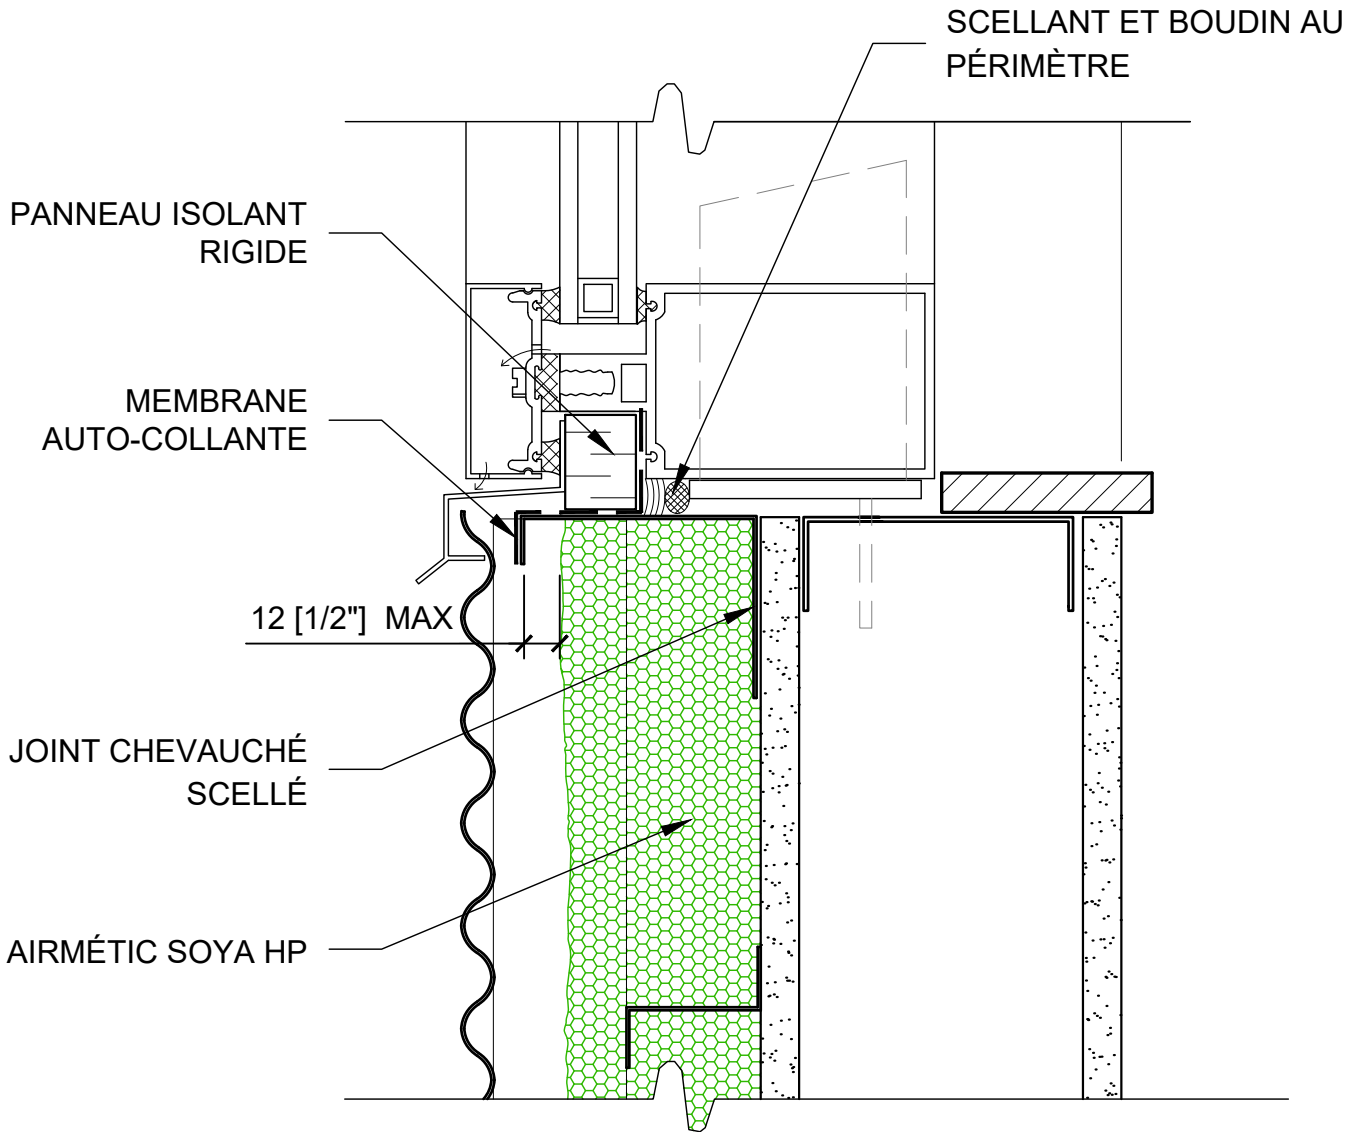 SCELLANT ET BOUDIN AU
PÉRIMÈTRE
PANNEAU ISOLANT
RIGIDE
MEMBRANE
AUTO-COLLANTE
12 [1/2"] MAX
JOINT CHEVAUCHÉ
SCELLÉ
AIRMÉTIC SOYA HP